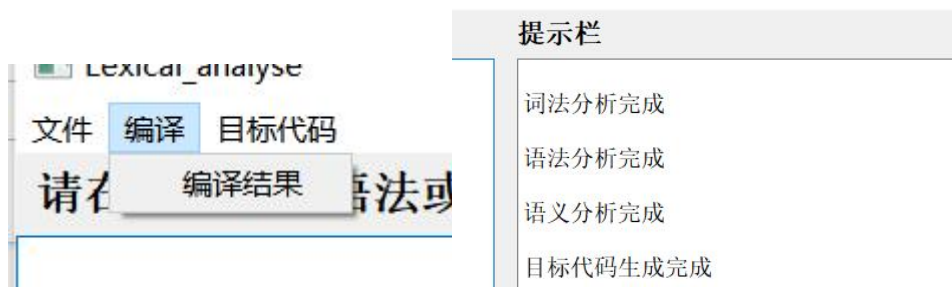 Lexical_analyse
文件 编译 目标代码
编译结果
请在 语法或
提示栏
词法分析完成
语法分析完成
语义分析完成
目标代码生成完成